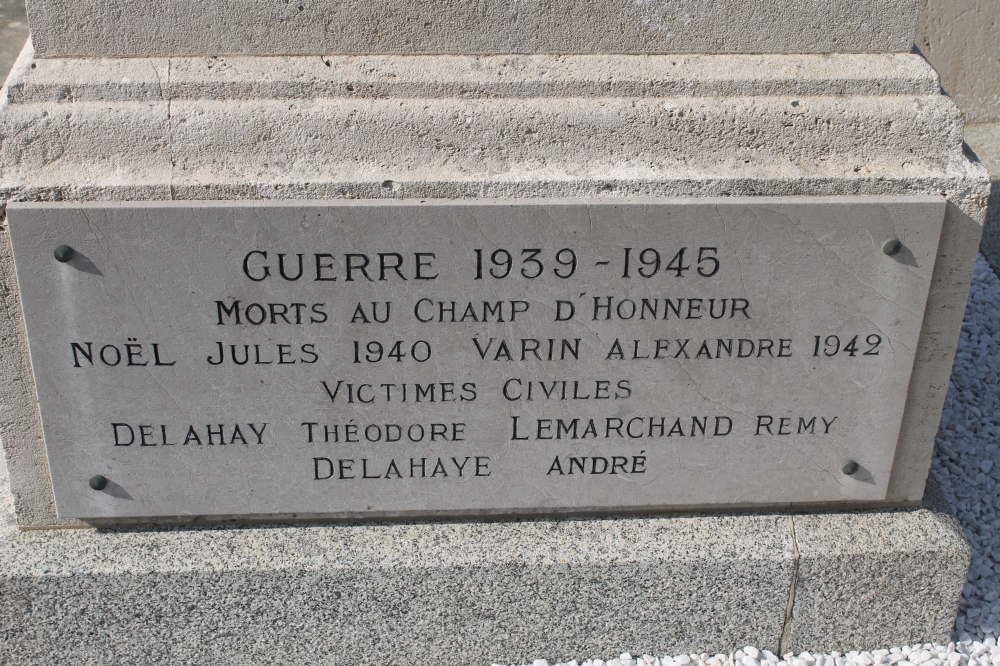 GUERRE 1939 - 1945
MORTS AU CHAMP D'HONNEUR
NOËL JULES 1940 VARIN ALEXANDRE 1942
VICTIMES CIVILES
DELAHAY THÉODORE LEMARCHAND REMY
DELAHAYE ANDRÉ